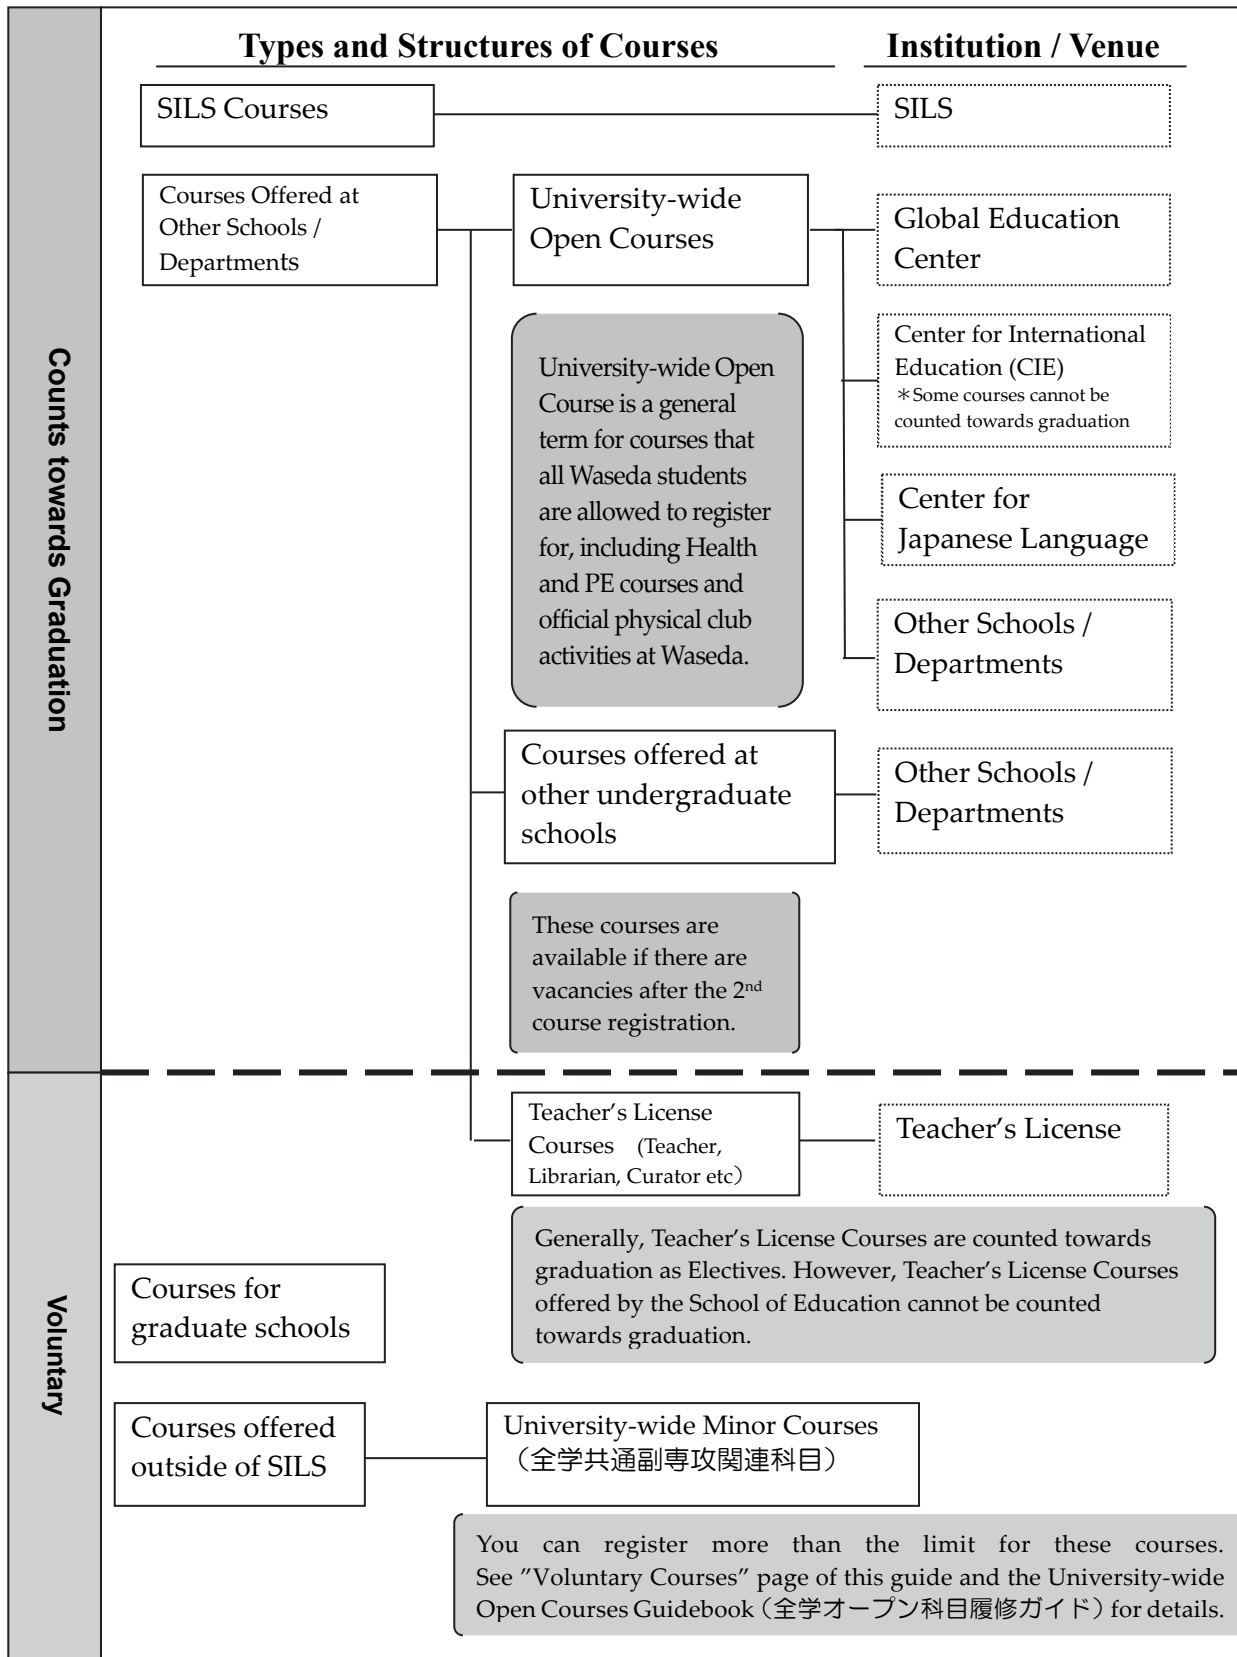 Types and Structures of Courses
Institution / Venue
Counts towards Graduation
SILS Courses
SILS
Courses Offered at
Other Schools /
Departments
University-wide
Open Courses
Global Education
Center
University-wide Open
Course is a general
term for courses that
all Waseda students
are allowed to register
for, including Health
and PE courses and
official physical club
activities at Waseda.
Center for International
Education (CIE)
＊Some courses cannot be
counted towards graduation
Center for
Japanese Language
Other Schools /
Departments
Courses offered at
other undergraduate
schools
Other Schools /
Departments
These courses are
available if there are
vacancies after the 2nd
course registration.
Voluntary
Teacher’s License
Courses (Teacher,
Librarian, Curator etc）
Teacher’s License
Generally, Teacher’s License Courses are counted towards
graduation as Electives. However, Teacher’s License Courses
offered by the School of Education cannot be counted
towards graduation.
Courses for
graduate schools
Courses offered
outside of SILS
University-wide Minor Courses
（全学共通副専攻関連科目）
You can register more than the limit for these courses.
See ”Voluntary Courses” page of this guide and the University-wide
Open Courses Guidebook（全学オープン科目履修ガイド）for details.